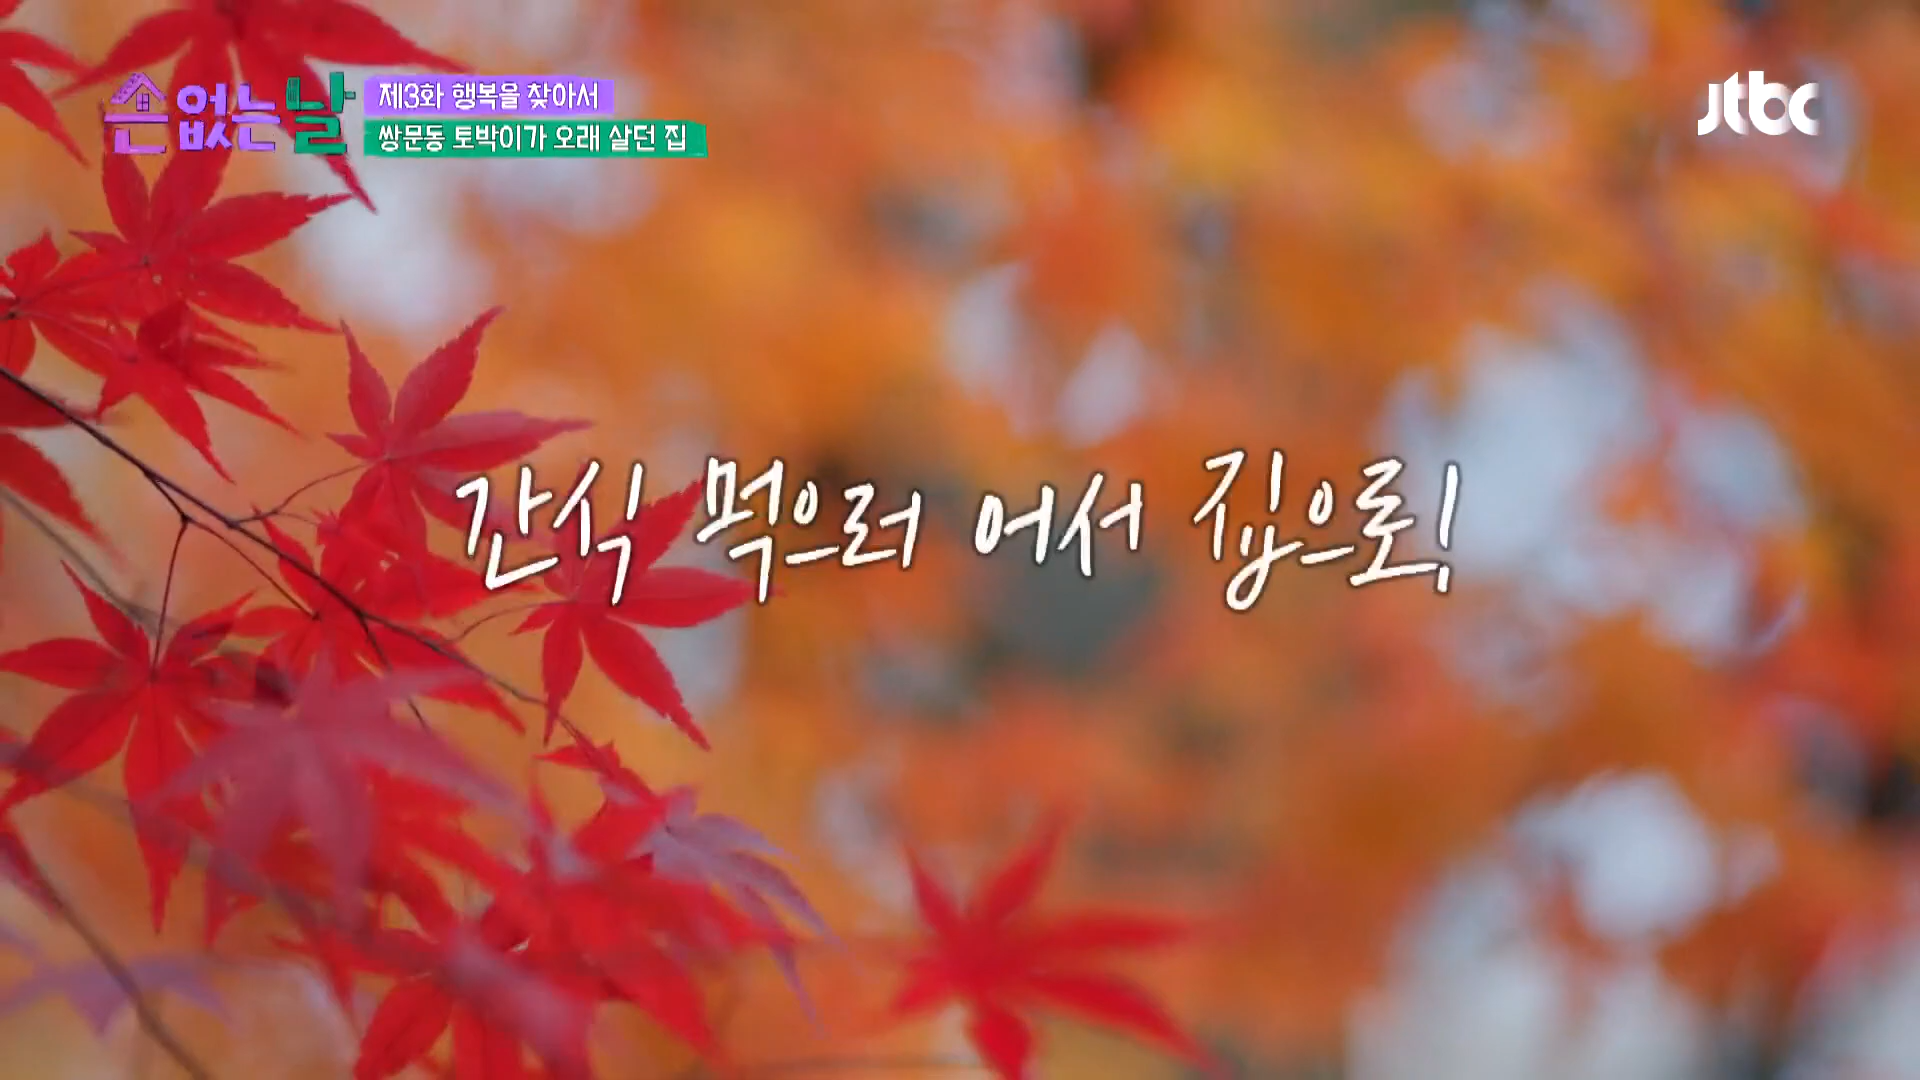 손 없는 날
제3화 행복을 찾아서
쌍문동 토박이가 오래 살던 집
jtbc
간식 먹으러 어서 집으로!